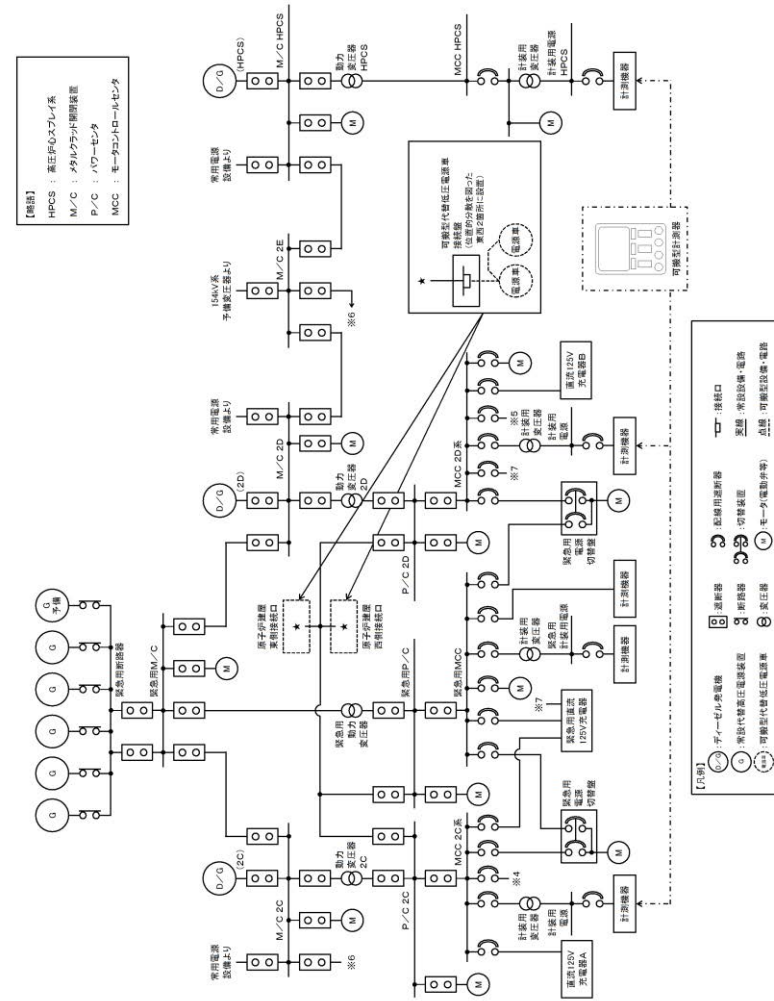 【略語】
HPCS : 高圧炉心スプレイ系
M/C : メタルクラッド開閉装置
P/C : パワーセンタ
MCC : モータコントロールセンタ
G
G
G
G
G
G
予備
緊急用断路器
緊急用M/C
D/G
(2C)
D/G
(2D)
D/G
(HPCS)
常用電源
設備より
常用電源
設備より
154kV系
予備変圧器より
常用電源
設備より
M/C 2C
M/C 2D
M/C 2E
M/C HPCS
※6
M
M
M
M
※6
動力
変圧器
2C
緊急用
動力
変圧器
動力
変圧器
2D
動力
変圧器
HPCS
原子炉建屋
東側接続口
★
★
原子炉建屋
西側接続口
可搬型代替低圧電源車
接続盤
(位置的分散を図った
東西2箇所に設置)
★
電源車
電源車
P/C 2C
緊急用P/C
P/C 2D
M
M
M
MCC 2C系
緊急用MCC
MCC 2D系
MCC HPCS
直流125V
充電器A
計装用
変圧器
計装用
電源
計測機器
※4
緊急用
電源
切替盤
M
緊急用直流
125V充電器
※7
M
計装用
変圧器
緊急用
計装用電源
計測機器
計測機器
緊急用
電源
切替盤
M
※7
計装用
変圧器
計装用
電源
計測機器
※5
直流125V
充電器B
M
M
計装用
変圧器
計装用電源
HPCS
計測機器
可搬型計測器
【凡例】
D/G :ディーゼル発電機
G :常設代替高圧電源装置
電源車 :可搬型代替低圧電源車
:遮断器
:断路器
:変圧器
:配線用遮断器
:切替装置
M :モータ(電動弁等)
:接続口
実線 :常設設備・電路
点線 :可搬型設備・電路